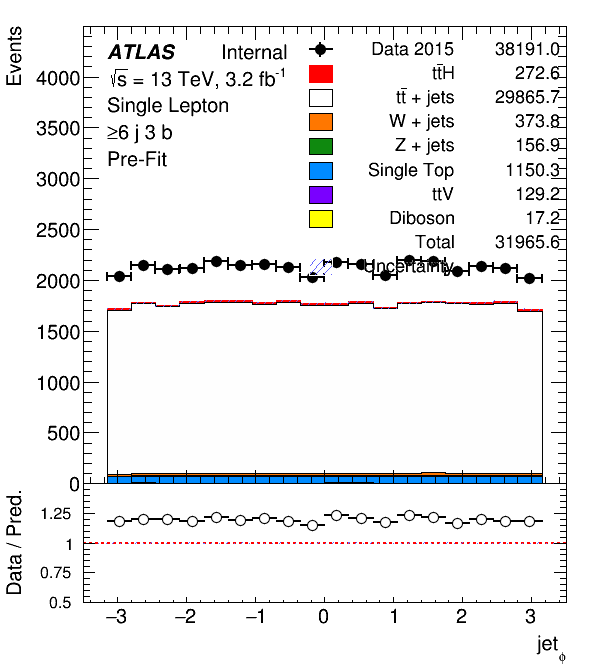 Events
ATLAS Internal
√s = 13 TeV, 3.2 fb⁻¹
Single Lepton
≥6 j 3 b
Pre-Fit
Data 2015 38191.0
tt̄H 272.6
tt̄ + jets 29865.7
W + jets 373.8
Z + jets 156.9
Single Top 1150.3
ttV 129.2
Diboson 17.2
Total 31965.6
Uncertainty
4000
3500
3000
2500
2000
1500
1000
500
0
Data / Pred.
1.25
1
0.75
0.5
−3 −2 −1 0 1 2 3
jet_ϕ